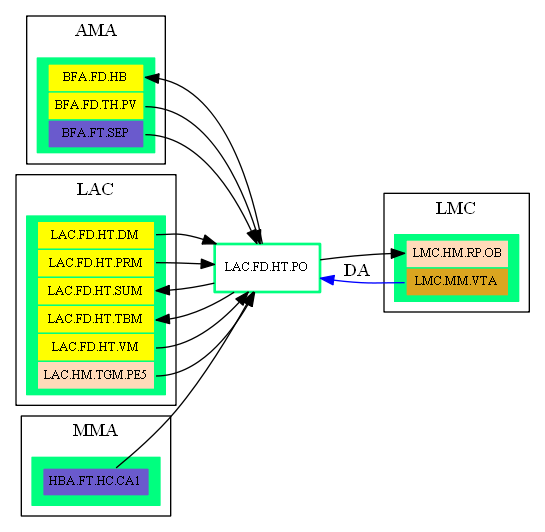 AMA
BFA.FD.HB
BFA.FD.TH.PV
BFA.FT.SEP
LAC
LAC.FD.HT.DM
LAC.FD.HT.PRM
LAC.FD.HT.SUM
LAC.FD.HT.TBM
LAC.FD.HT.VM
LAC.HM.TGM.PE5
MMA
HBA.FT.HC.CA1
LAC.FD.HT.PO
DA
LMC
LMC.HM.RP.OB
LMC.MM.VTA